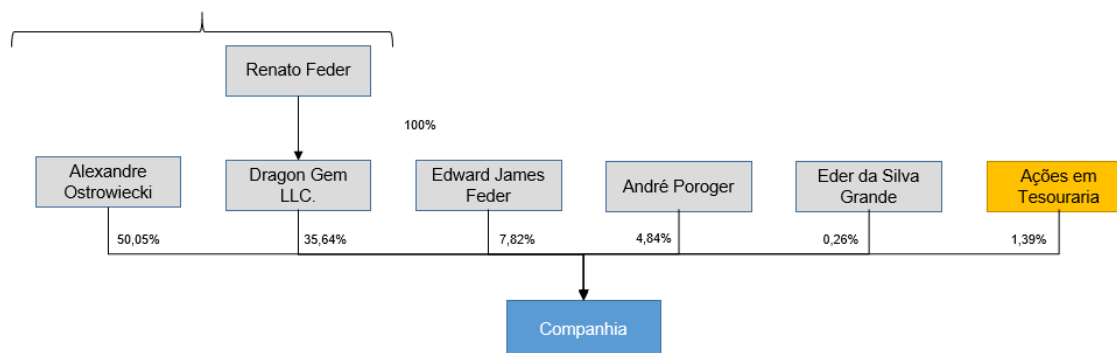 Renato Feder
100%
Alexandre
Ostrowiecki
Dragon Gem
LLC.
Edward James
Feder
André Poroger
Eder da Silva
Grande
Ações em
Tesouraria
50,05%
35,64%
7,82%
4,84%
0,26%
1,39%
Companhia